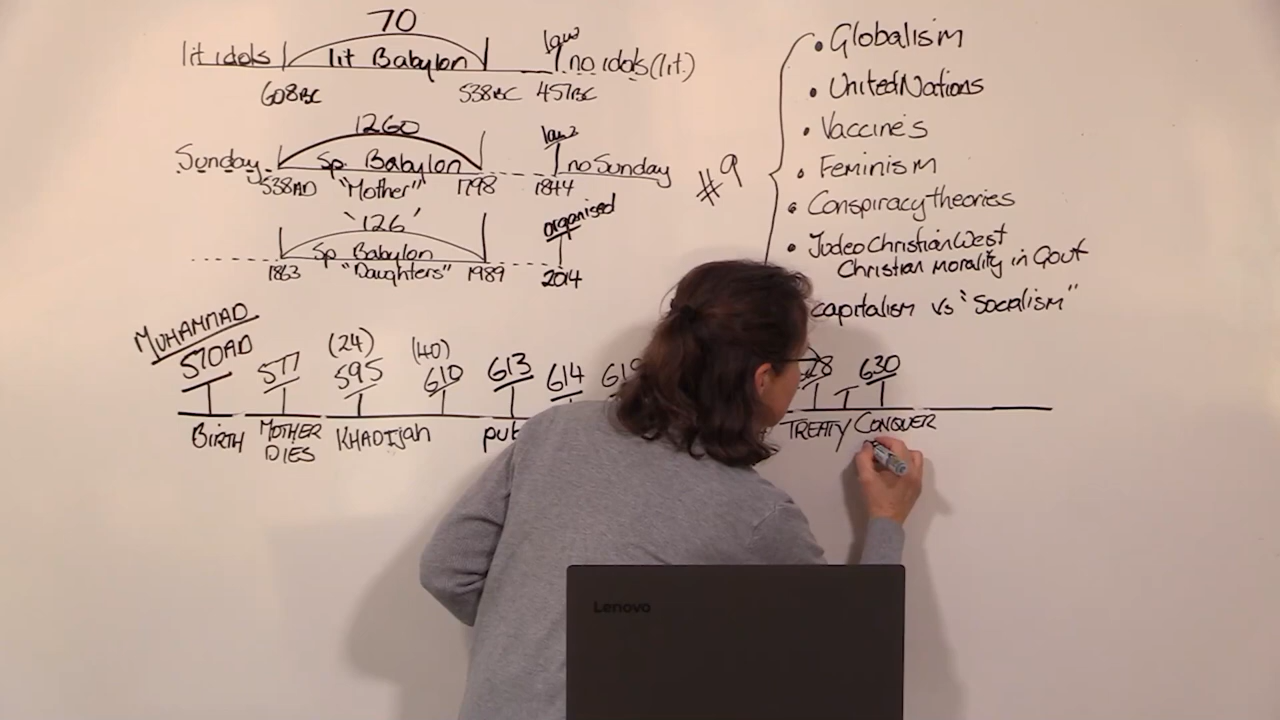 70
lit idols lit Babylon law no idols (lit.)
608BC 538BC 457BC
1260
Sunday Sp. Babylon law no Sunday
538AD "Mother" 1798 1844
'126' organised
Sp Babylon
1863 "Daughters" 1989 2014
#9
• Globalism
• United Nations
• Vaccine's
• Feminism
• Conspiracy theories
• Judeo Christian West
Christian Morality in Govt
capitalism vs "Socialism"
MUHAMMAD
570AD 577 (24) 595 (40) 610 613 614 630
BIRTH MOTHER DIES KHADIJah TREATY CONQUER
Lenovo